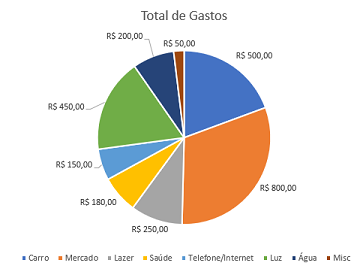 Total de Gastos
R$ 50,00
R$ 200,00
R$ 500,00
R$ 450,00
R$ 150,00
R$ 180,00
R$ 800,00
R$ 250,00
Carro Mercado Lazer Saúde Telefone/Internet Luz Água Misc